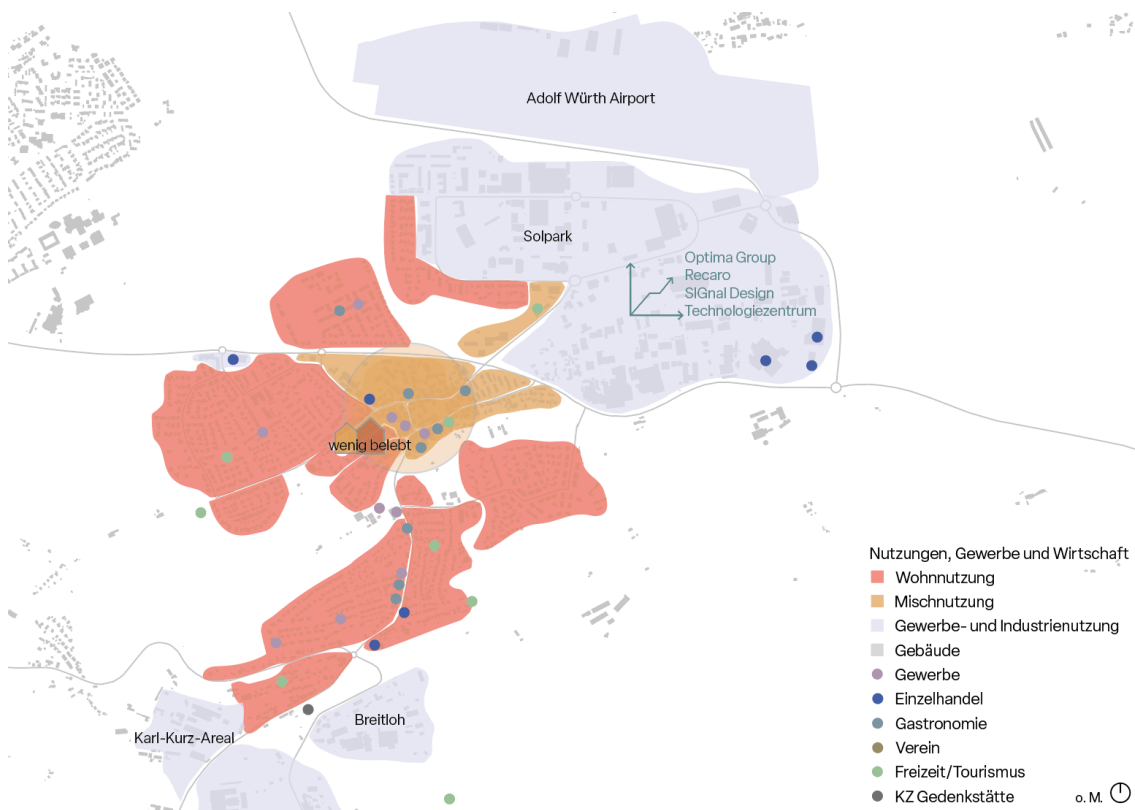 Adolf Würth Airport
Solpark
Optima Group
Recaro
SIGnal Design
Technologiezentrum
wenig belebt
Karl-Kurz-Areal
Breitloh
Nutzungen, Gewerbe und Wirtschaft
Wohnnutzung
Mischnutzung
Gewerbe- und Industrienutzung
Gebäude
Gewerbe
Einzelhandel
Gastronomie
Verein
Freizeit/Tourismus
KZ Gedenkstätte
o. M.